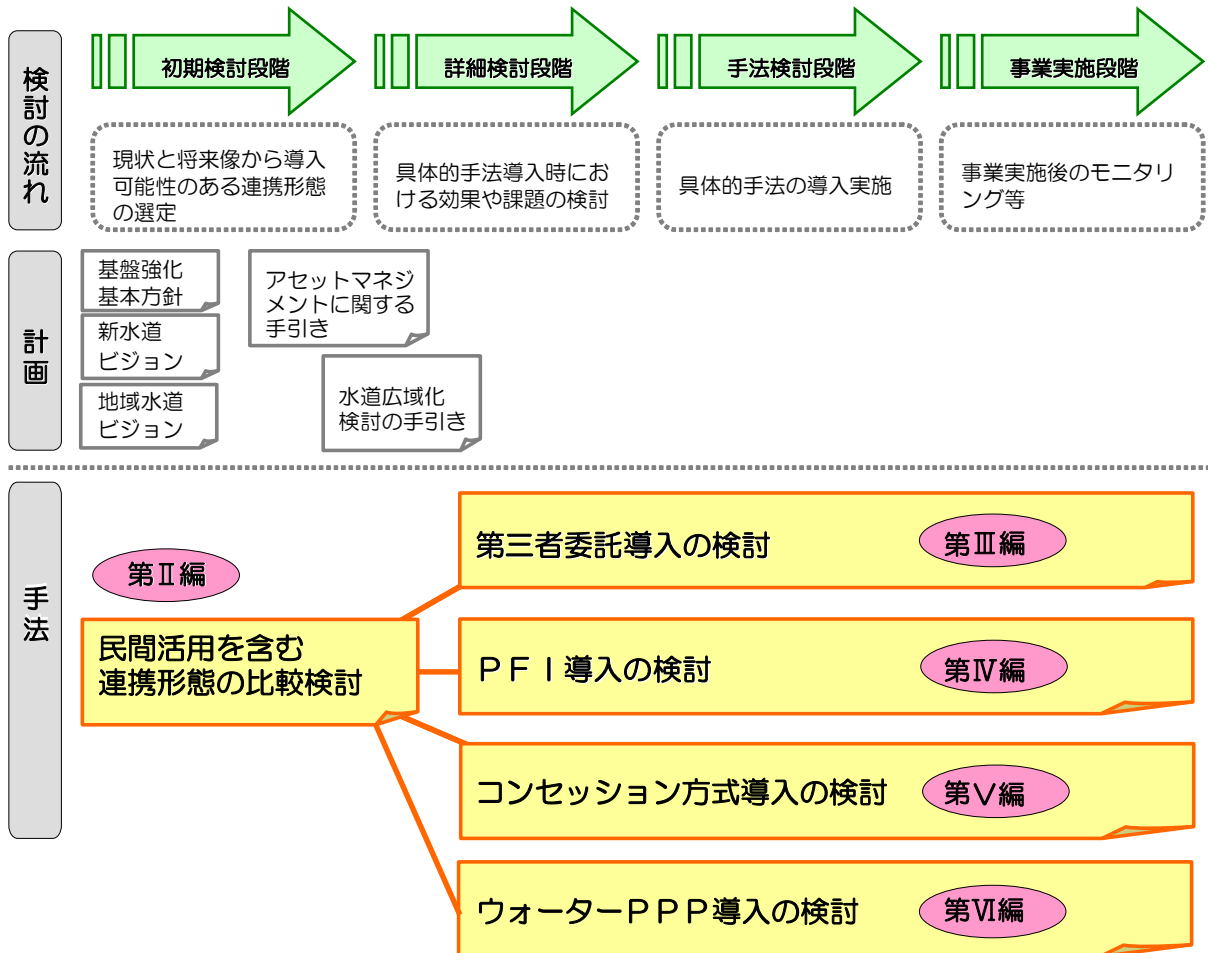 検討の流れ
初期検討段階
詳細検討段階
手法検討段階
事業実施段階
現状と将来像から導入
可能性のある連携形態
の選定
具体的手法導入時にお
ける効果や課題の検討
具体的手法の導入実施
事業実施後のモニタリ
ング等
計画
基盤強化
基本方針
新水道
ビジョン
地域水道
ビジョン
アセットマネジ
メントに関する
手引き
水道広域化
検討の手引き
手法
第Ⅱ編
民間活用を含む
連携形態の比較検討
第三者委託導入の検討
第Ⅲ編
ＰＦＩ導入の検討
第Ⅳ編
コンセッション方式導入の検討
第Ⅴ編
ウォーターＰＰＰ導入の検討
第Ⅵ編